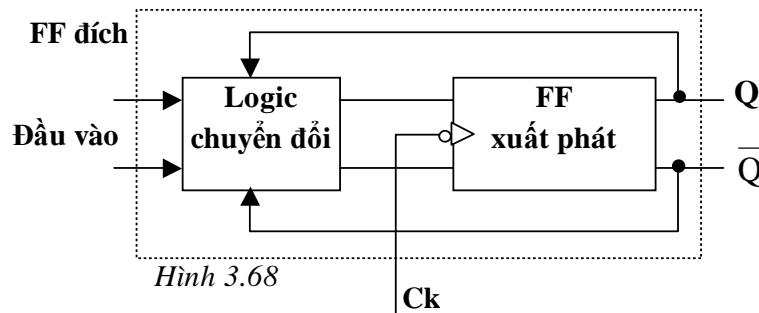 FF đích
Logic
chuyển đổi
FF
xuất phát
Q
Đầu vào
Q̅
Hình 3.68
Ck